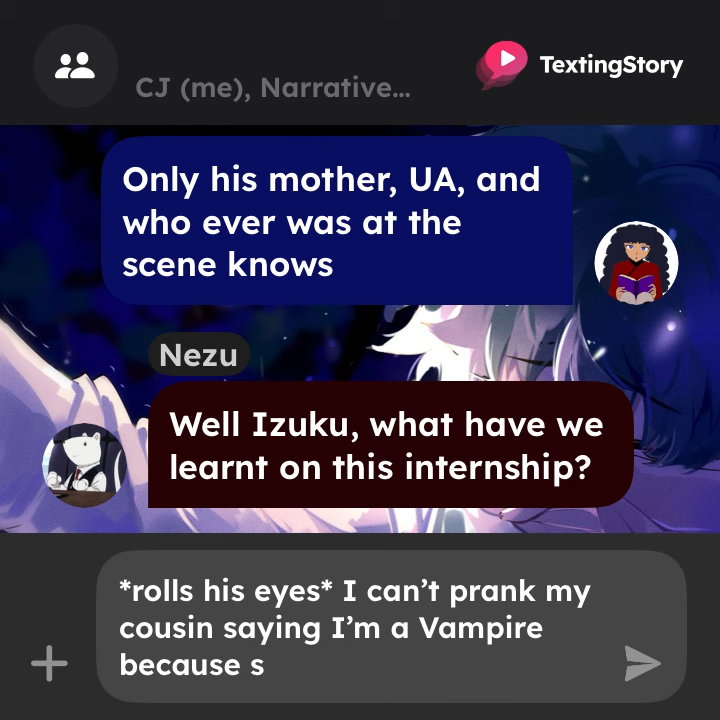 TextingStory
CJ (me), Narrative...
Only his mother, UA, and
who ever was at the
scene knows
Nezu
Well Izuku, what have we
learnt on this internship?
*rolls his eyes* I can’t prank my
cousin saying I’m a Vampire
because s